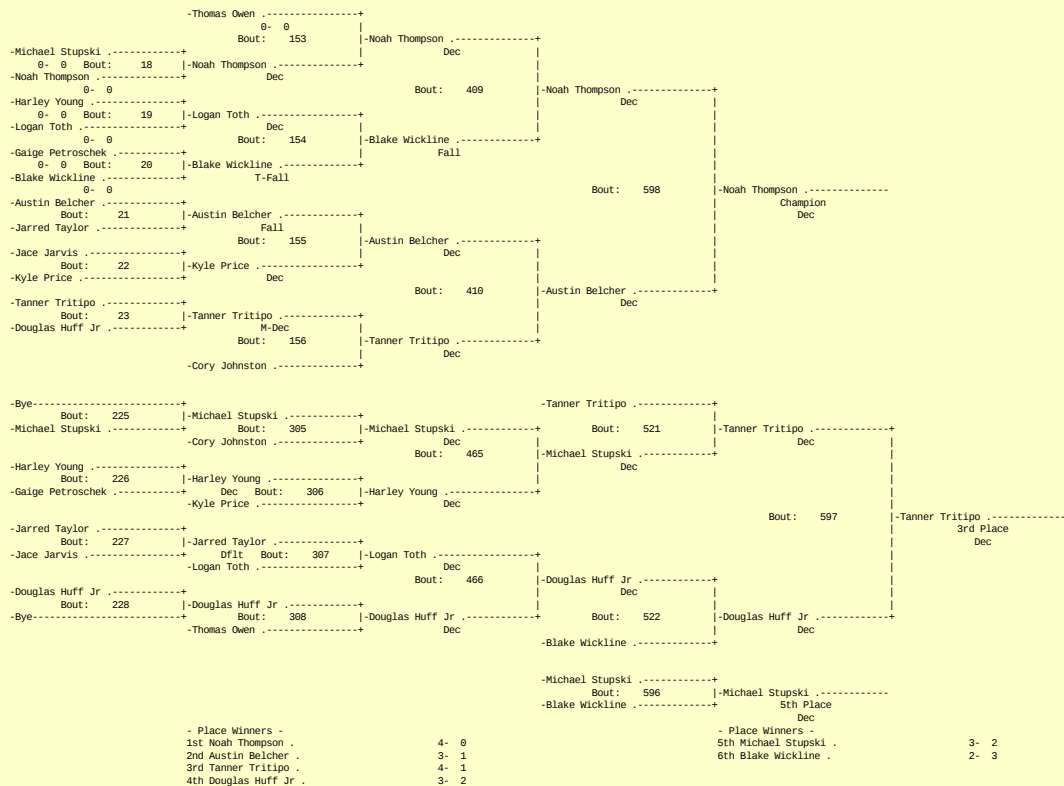 -Thomas Owen .----------------+
0- 0 |
Bout: 153 |-Noah Thompson .--------------+
-Michael Stupski .------------+ | Dec |
0- 0 Bout: 18 |-Noah Thompson .--------------+ |
-Noah Thompson .--------------+ Dec |
0- 0 Bout: 409 |-Noah Thompson .--------------+
-Harley Young .---------------+ | Dec |
0- 0 Bout: 19 |-Logan Toth .-----------------+ | |
-Logan Toth .-----------------+ Dec | | |
0- 0 Bout: 154 |-Blake Wickline .-------------+ |
-Gaige Petroschek .-----------+ | Fall |
0- 0 Bout: 20 |-Blake Wickline .-------------+ |
-Blake Wickline .-------------+ T-Fall |
0- 0 Bout: 598 |-Noah Thompson .--------------
-Austin Belcher .-------------+ | Champion
Bout: 21 |-Austin Belcher .-------------+ | Dec
-Jarred Taylor .--------------+ Fall | |
Bout: 155 |-Austin Belcher .-------------+ |
-Jace Jarvis .----------------+ | Dec | |
Bout: 22 |-Kyle Price .-----------------+ | |
-Kyle Price .-----------------+ Dec | |
Bout: 410 |-Austin Belcher .-------------+
-Tanner Tritipo .-------------+ | Dec
Bout: 23 |-Tanner Tritipo .-------------+ |
-Douglas Huff Jr .------------+ M-Dec | |
Bout: 156 |-Tanner Tritipo .-------------+
| Dec
-Cory Johnston .--------------+
-Bye--------------------------+ -Tanner Tritipo .-------------+
Bout: 225 |-Michael Stupski .------------+ |
-Michael Stupski .------------+ Bout: 305 |-Michael Stupski .------------+ Bout: 521 |-Tanner Tritipo .-------------+
-Cory Johnston .--------------+ Dec | | Dec |
Bout: 465 |-Michael Stupski .------------+ |
-Harley Young .---------------+ | Dec |
Bout: 226 |-Harley Young .---------------+ | |
-Gaige Petroschek .-----------+ Dec Bout: 306 |-Harley Young .---------------+ |
-Kyle Price .-----------------+ Dec |
Bout: 597 |-Tanner Tritipo .-------------
-Jarred Taylor .--------------+ | 3rd Place
Bout: 227 |-Jarred Taylor .--------------+ | Dec
-Jace Jarvis .----------------+ Dflt Bout: 307 |-Logan Toth .-----------------+ |
-Logan Toth .-----------------+ Dec | |
Bout: 466 |-Douglas Huff Jr .------------+ |
-Douglas Huff Jr .------------+ | Dec | |
Bout: 228 |-Douglas Huff Jr .------------+ | | |
-Bye--------------------------+ Bout: 308 |-Douglas Huff Jr .------------+ Bout: 522 |-Douglas Huff Jr .------------+
-Thomas Owen .----------------+ Dec | Dec
-Blake Wickline .-------------+
-Michael Stupski .------------+
Bout: 596 |-Michael Stupski .------------
-Blake Wickline .-------------+ 5th Place
Dec
- Place Winners - - Place Winners -
1st Noah Thompson . 4- 0 5th Michael Stupski . 3- 2
2nd Austin Belcher . 3- 1 6th Blake Wickline . 2- 3
3rd Tanner Tritipo . 4- 1
4th Douglas Huff Jr . 3- 2